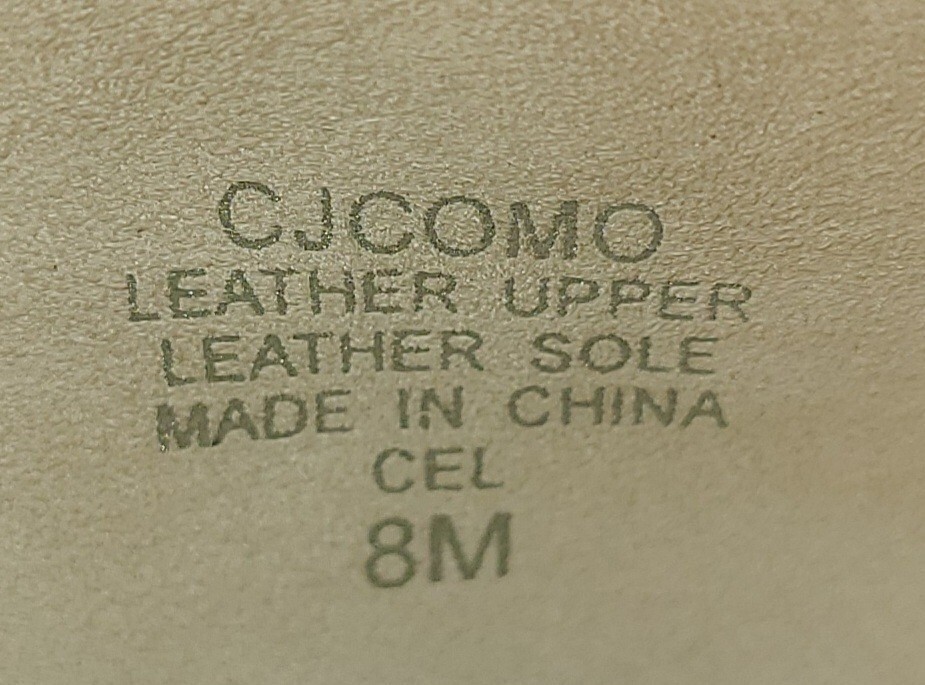 CJCOMO
LEATHER UPPER
LEATHER SOLE
MADE IN CHINA
CEL
8M